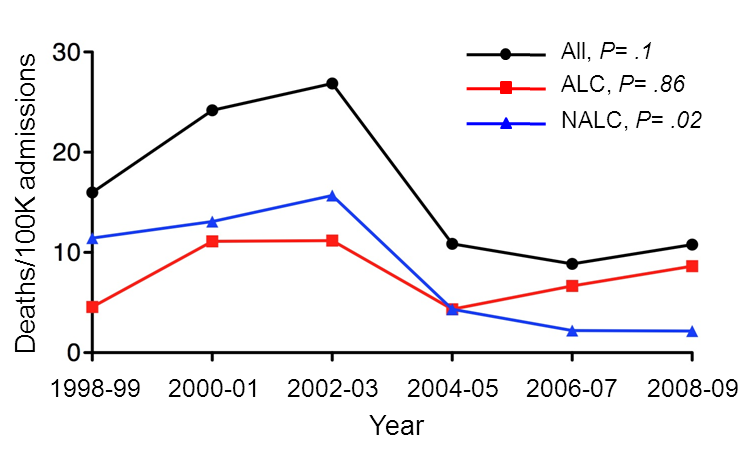 All, P= .1
ALC, P= .86
NALC, P= .02
Deaths/100K admissions
30
20
10
0
1998-99 2000-01 2002-03 2004-05 2006-07 2008-09
Year